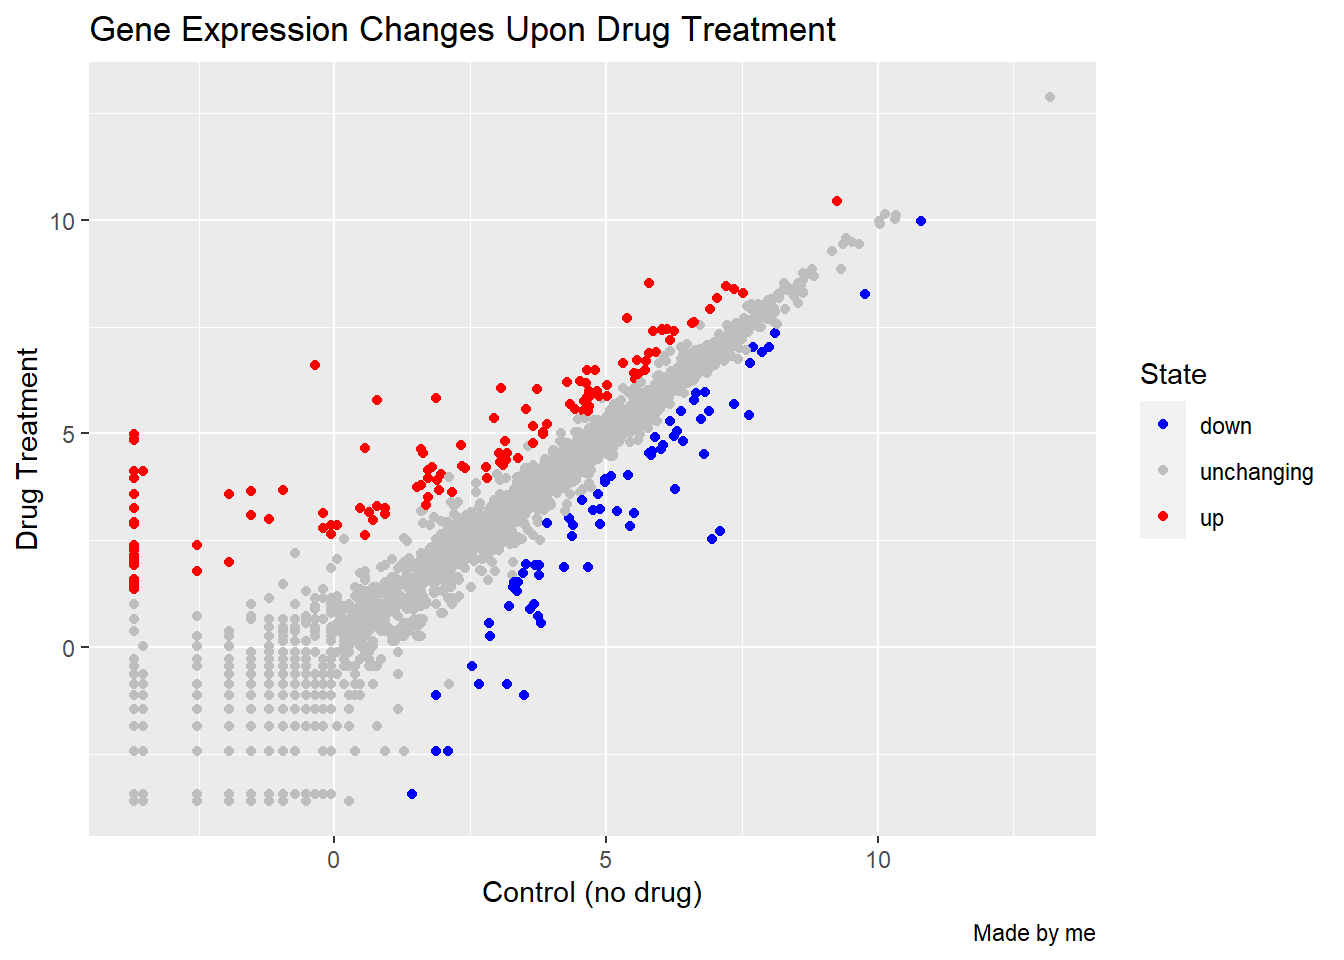 Gene Expression Changes Upon Drug Treatment
Drug Treatment
10
5
0
0
5
10
Control (no drug)
State
down
unchanging
up
Made by me